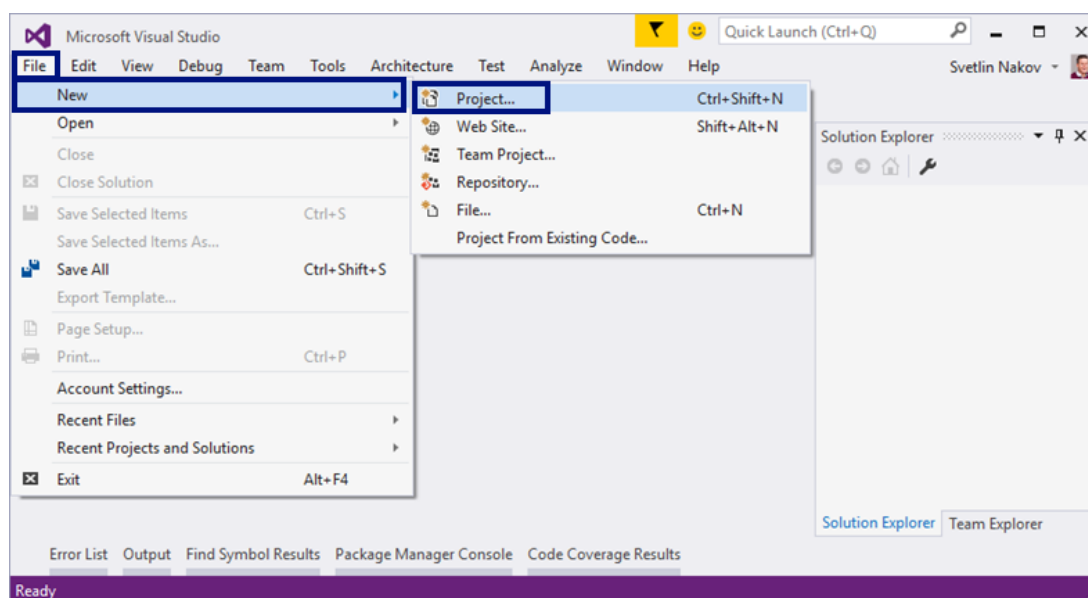 Microsoft Visual Studio
Quick Launch (Ctrl+Q)
File Edit View Debug Team Tools Architecture Test Analyze Window Help
Svetlin Nakov
New
Open
Close
Close Solution
Save Selected Items Ctrl+S
Save Selected Items As...
Save All Ctrl+Shift+S
Export Template...
Page Setup...
Print... Ctrl+P
Account Settings...
Recent Files
Recent Projects and Solutions
Exit Alt+F4
Project... Ctrl+Shift+N
Web Site... Shift+Alt+N
Team Project...
Repository...
File... Ctrl+N
Project From Existing Code...
Solution Explorer
Solution Explorer Team Explorer
Error List Output Find Symbol Results Package Manager Console Code Coverage Results
Ready